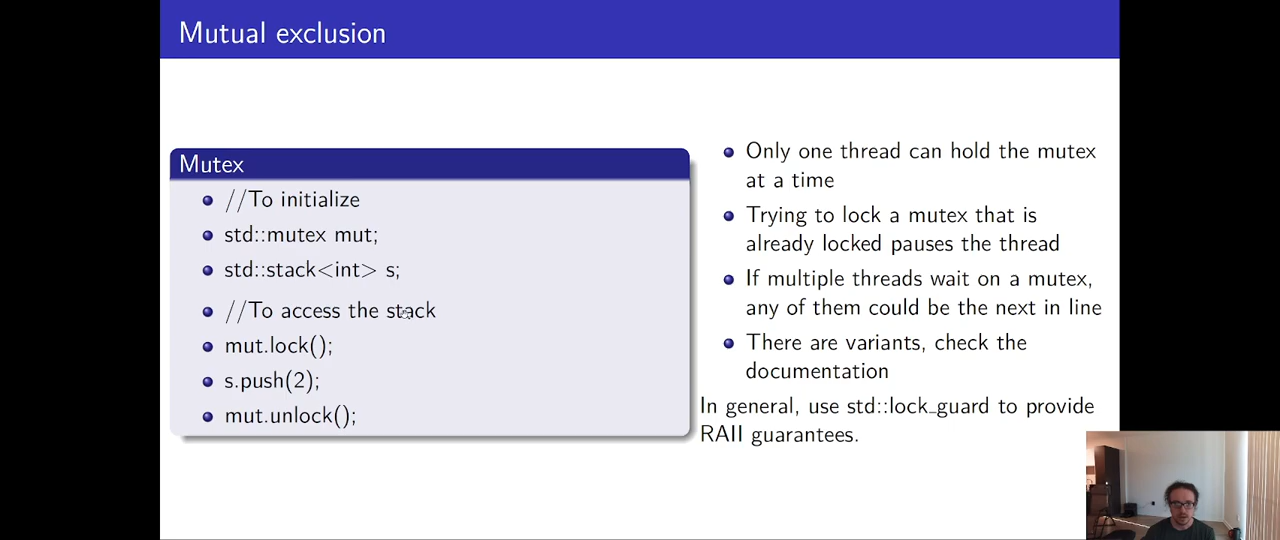 Mutual exclusion
Mutex
//To initialize
std::mutex mut;
std::stack<int> s;
//To access the stack
mut.lock();
s.push(2);
mut.unlock();
Only one thread can hold the mutex
at a time
Trying to lock a mutex that is
already locked pauses the thread
If multiple threads wait on a mutex,
any of them could be the next in line
There are variants, check the
documentation
In general, use std::lock_guard to provide
RAII guarantees.